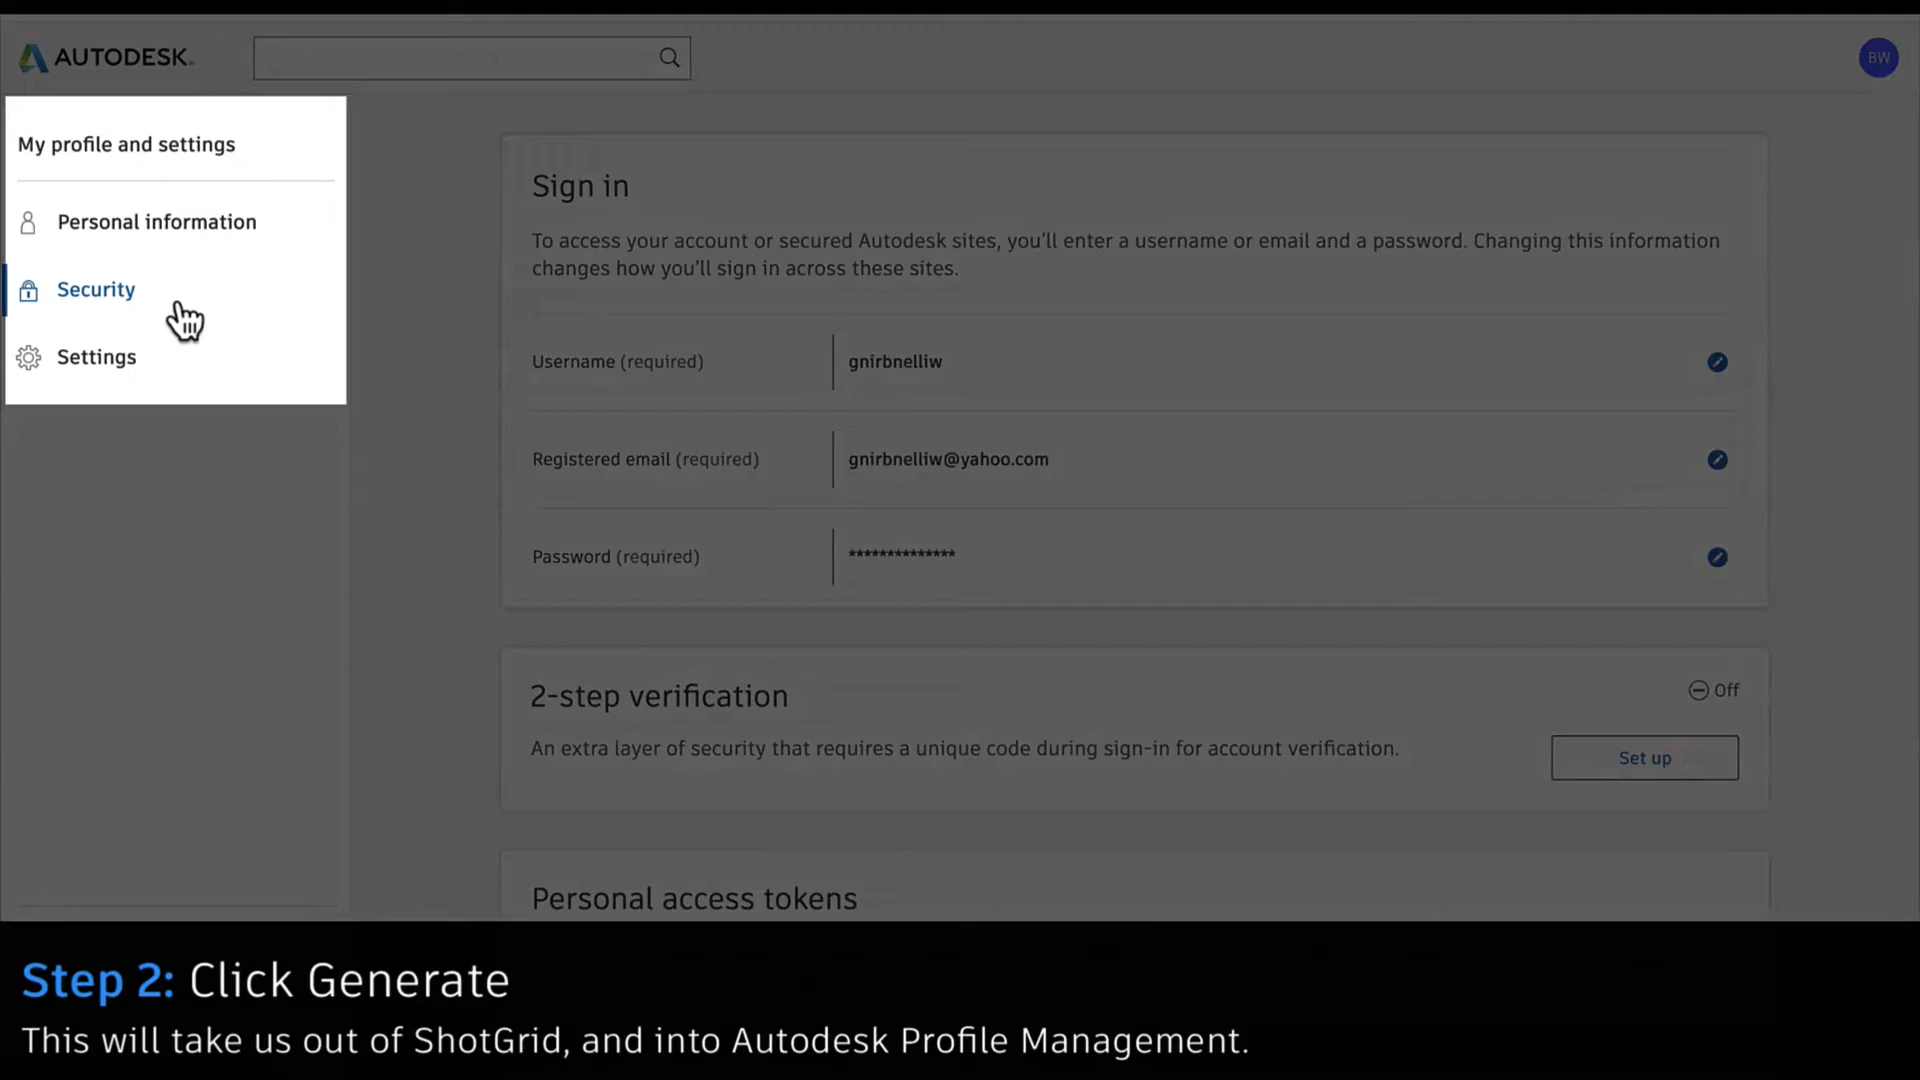 AUTODESK.
BW
My profile and settings
Personal information
Security
Settings
Sign in
To access your account or secured Autodesk sites, you'll enter a username or email and a password. Changing this information
changes how you'll sign in across these sites.
Username (required)
gnirbnelliw
Registered email (required)
gnirbnelliw@yahoo.com
Password (required)
**************
2-step verification
Off
An extra layer of security that requires a unique code during sign-in for account verification.
Set up
Personal access tokens
Step 2: Click Generate
This will take us out of ShotGrid, and into Autodesk Profile Management.